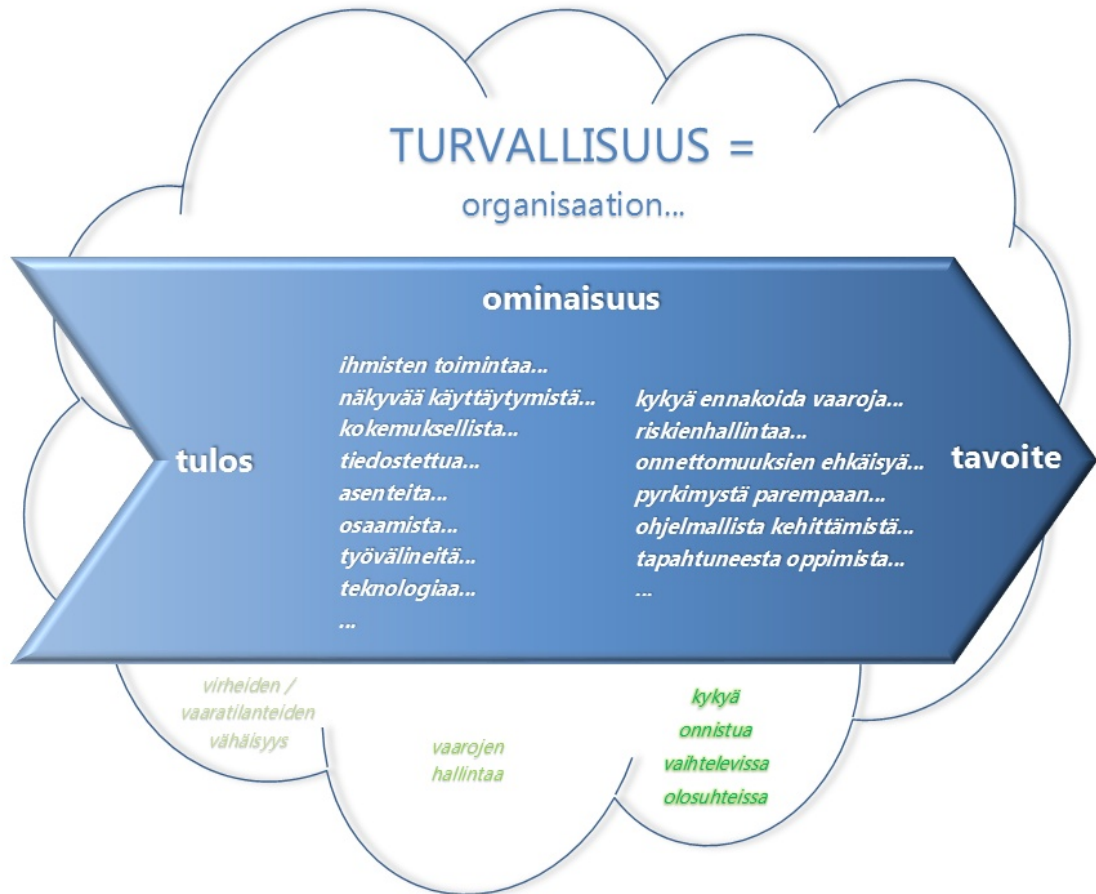 TURVALLISUUS =
organisaation...
ominaisuus
tulos
ihmisten toimintaa...
näkyvää käyttäytymistä...
kokemuksellista...
tiedostettua...
asenteita...
osaamista...
työvälineitä...
teknologiaa...
...
kykyä ennakoida vaaroja...
riskienhallintaa...
onnettomuuksien ehkäisyä...
pyrkimystä parempaan...
ohjelmallista kehittämistä...
tapahtuneesta oppimista...
...
tavoite
virheiden /
vaaratilanteiden
vähäisyys
vaarojen
hallintaa
kykyä
onnistua
vaihtelevissa
olosuhteissa